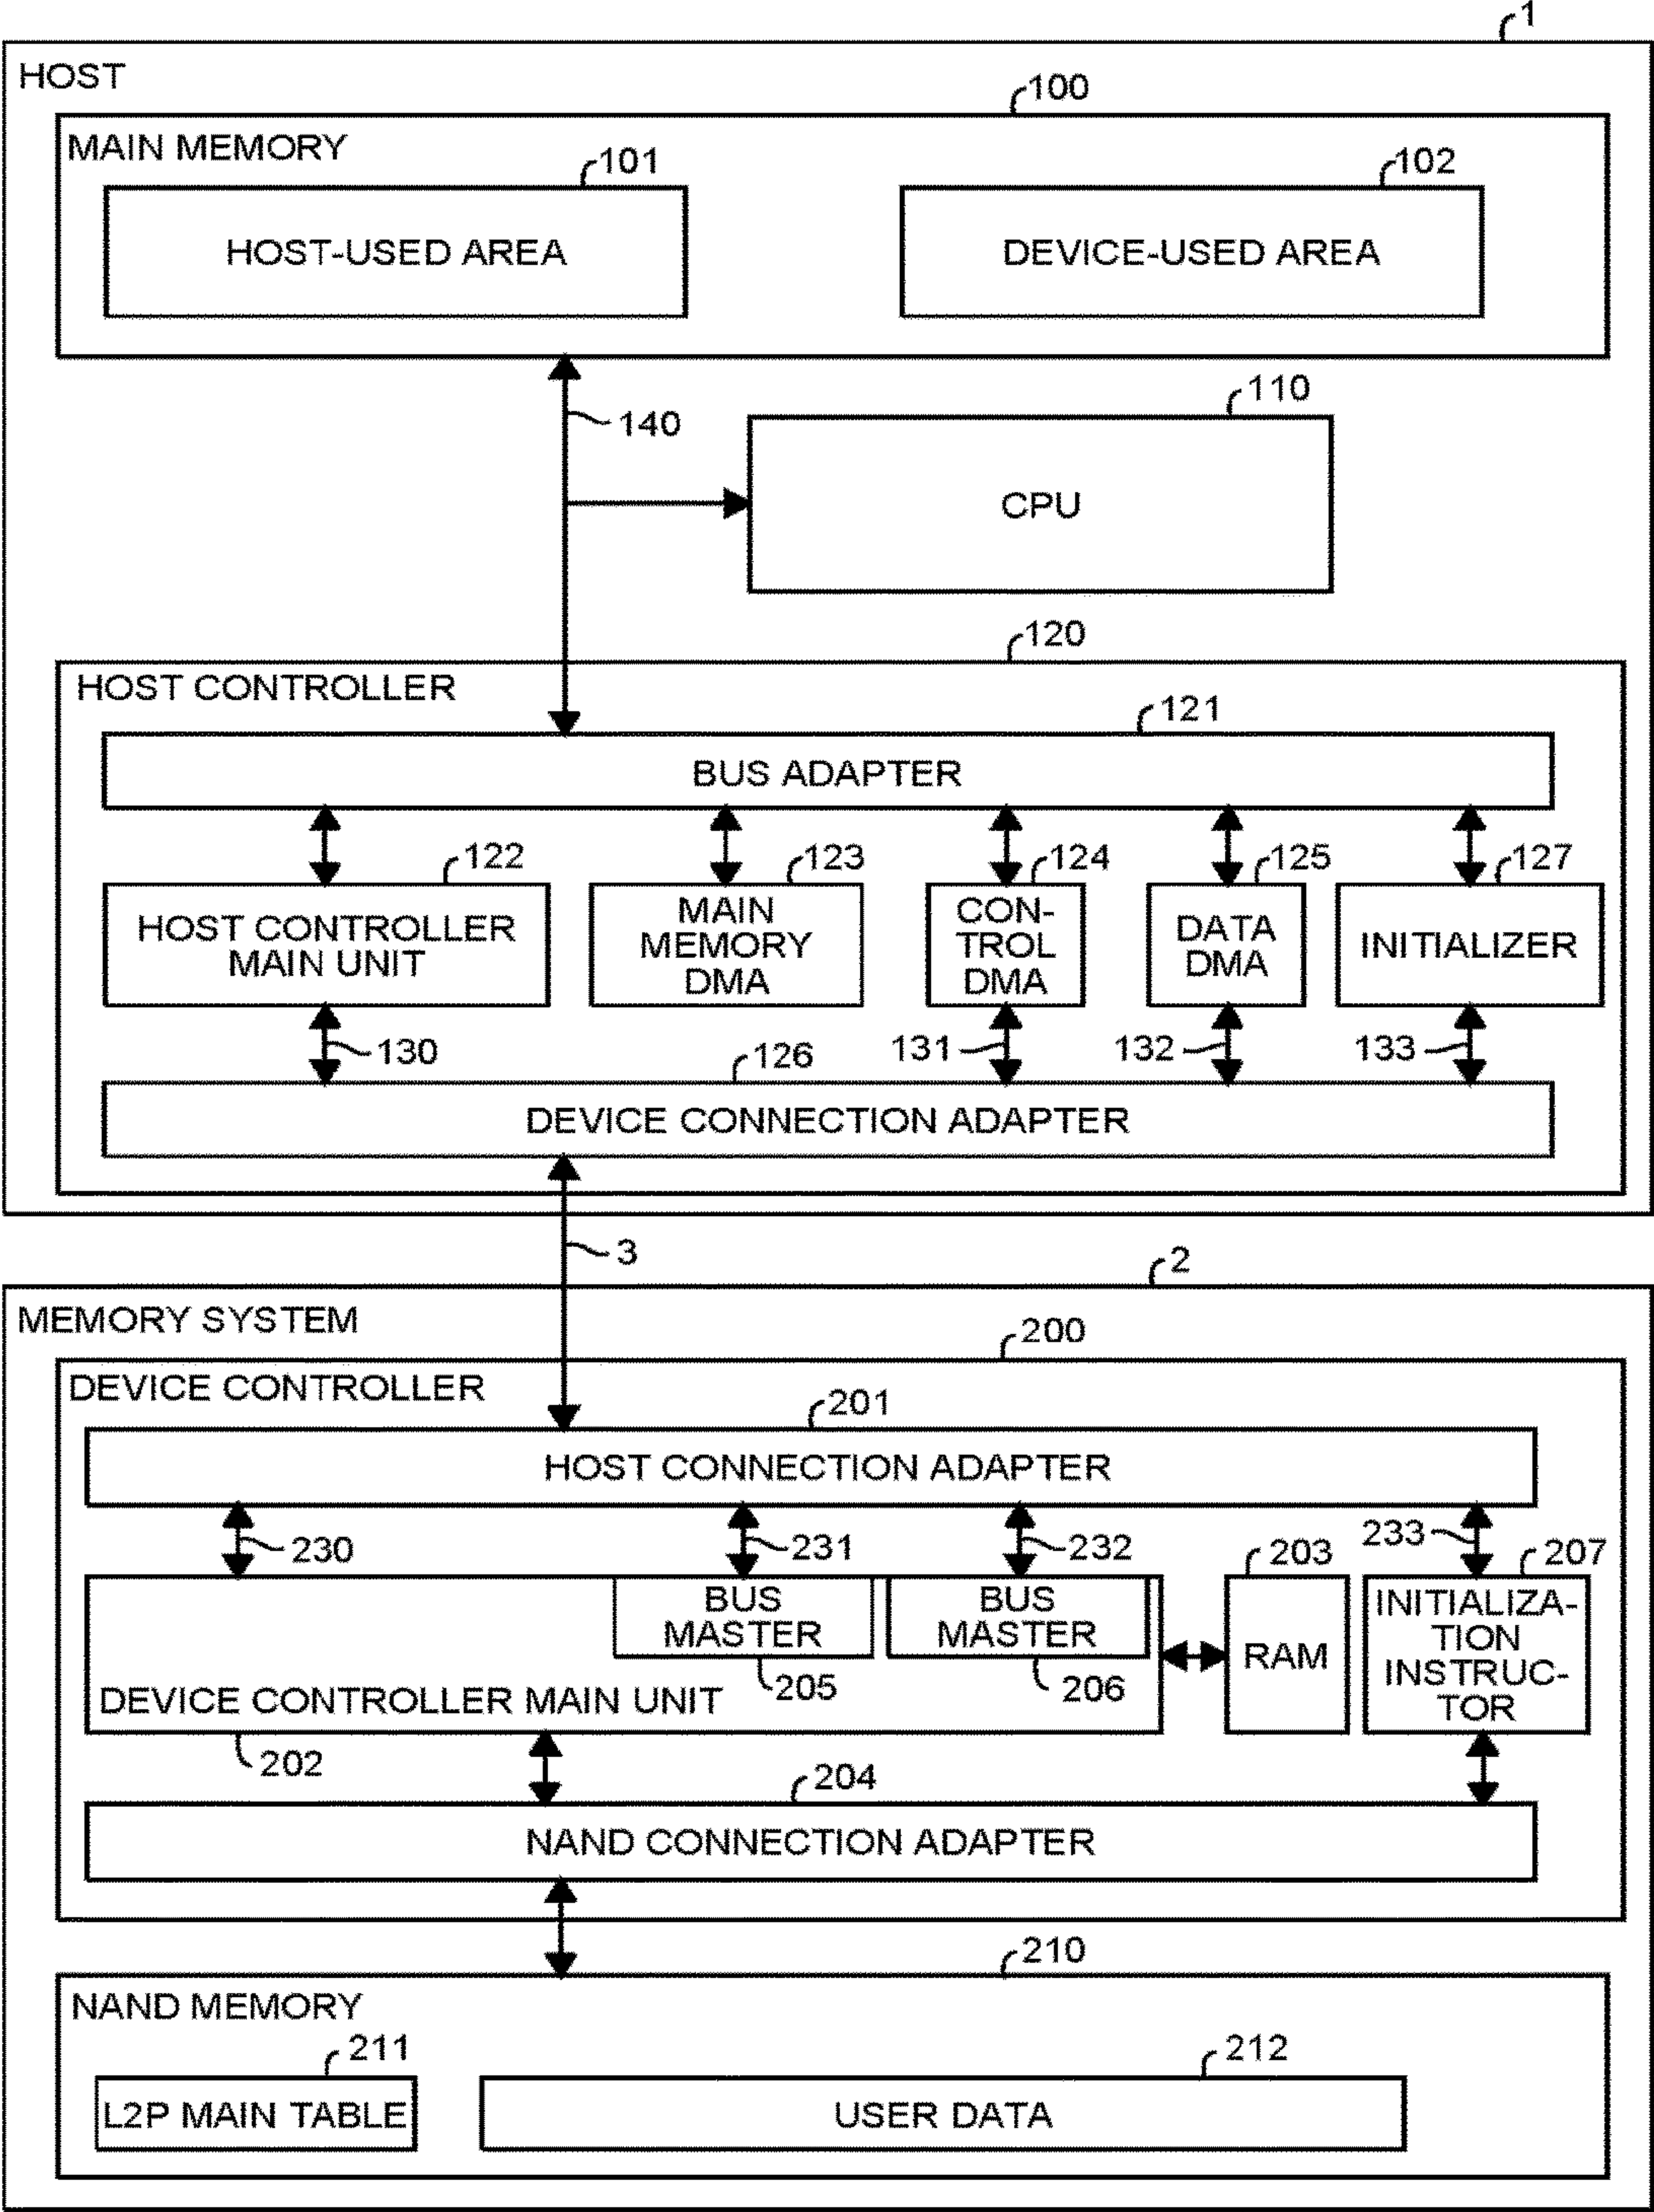 1
HOST
100
MAIN MEMORY
101
102
HOST-USED AREA
DEVICE-USED AREA
110
140
CPU
120
HOST CONTROLLER
121
BUS ADAPTER
122
123
124
125
127
HOST CONTROLLER
MAIN UNIT
MAIN
MEMORY
DMA
CON-
TROL
DMA
DATA
DMA
INITIALIZER
130
126
131
132
133
DEVICE CONNECTION ADAPTER
3
2
MEMORY SYSTEM
200
DEVICE CONTROLLER
201
HOST CONNECTION ADAPTER
230
231
232
203
233
207
BUS
MASTER
BUS
MASTER
RAM
INITIALIZA-
TION
INSTRUC-
TOR
205
206
DEVICE CONTROLLER MAIN UNIT
202
204
NAND CONNECTION ADAPTER
210
NAND MEMORY
211
212
L2P MAIN TABLE
USER DATA